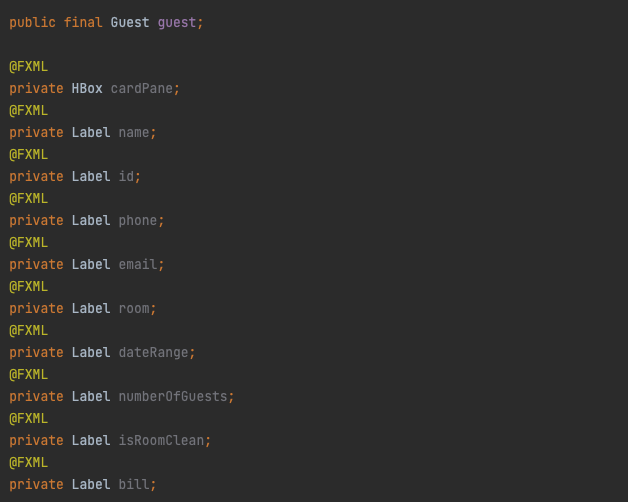 public final Guest guest;
@FXML
private HBox cardPane;
@FXML
private Label name;
@FXML
private Label id;
@FXML
private Label phone;
@FXML
private Label email;
@FXML
private Label room;
@FXML
private Label dateRange;
@FXML
private Label numberOfGuests;
@FXML
private Label isRoomClean;
@FXML
private Label bill;